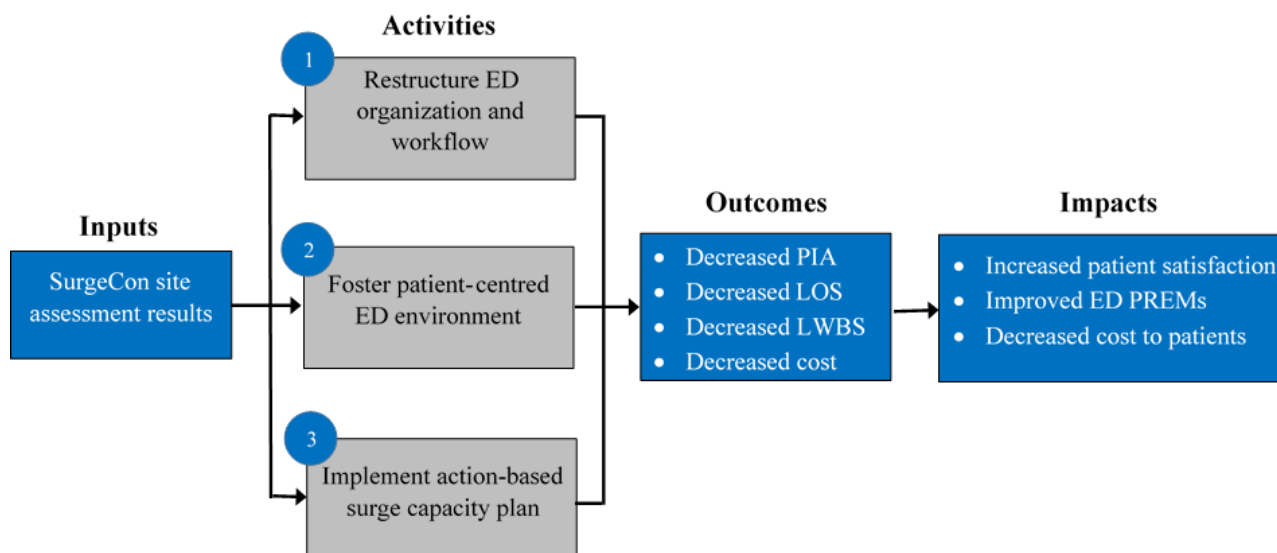 Inputs
SurgeCon site
assessment results
Activities
1
Restructure ED
organization and
workflow
2
Foster patient-centred
ED environment
3
Implement action-based
surge capacity plan
Outcomes
• Decreased PIA
• Decreased LOS
• Decreased LWBS
• Decreased cost
Impacts
• Increased patient satisfaction
• Improved ED PREMs
• Decreased cost to patients